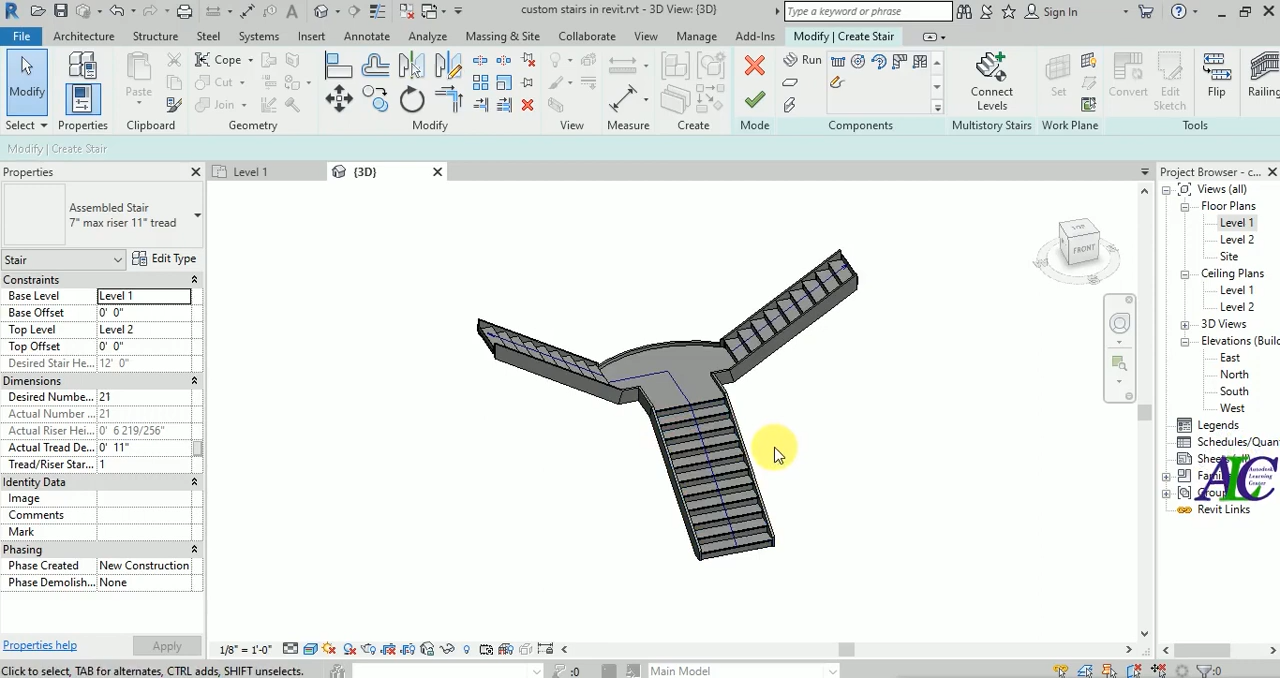 custom stairs in revit.rvt - 3D View: {3D}
Type a keyword or phrase
Sign In
File Architecture Structure Steel Systems Insert Annotate Analyze Massing & Site Collaborate View Manage Add-Ins Modify | Create Stair
Modify
Paste
Cope
Cut
Join
Run
Connect Levels
Set
Convert
Edit Sketch
Flip
Railing
Select Properties Clipboard Geometry Modify View Measure Create Mode Components Multistory Stairs Work Plane Tools
Modify | Create Stair
Properties
Level 1
{3D}
Assembled Stair
7" max riser 11" tread
Stair
Edit Type
Constraints
Base Level Level 1
Base Offset 0' 0"
Top Level Level 2
Top Offset 0' 0"
Desired Stair He... 12' 0"
Dimensions
Desired Number ... 21
Actual Number ... 21
Actual Riser Hei... 0' 6 219/256"
Actual Tread De... 0' 11"
Tread/Riser Star... 1
Identity Data
Image
Comments
Mark
Phasing
Phase Created New Construction
Phase Demolish... None
Properties help
Apply
TOP
FRONT
Project Browser - c...
Views (all)
Floor Plans
Level 1
Level 2
Site
Ceiling Plans
Level 1
Level 2
3D Views
Elevations (Buil
East
North
South
West
Legends
Schedules/Quan
Sheets (all)
Revit Links
ALC
Autodesk
Learning
Center
1/8" = 1'-0"
Click to select, TAB for alternates, CTRL adds, SHIFT unselects.
:0
Main Model
:0